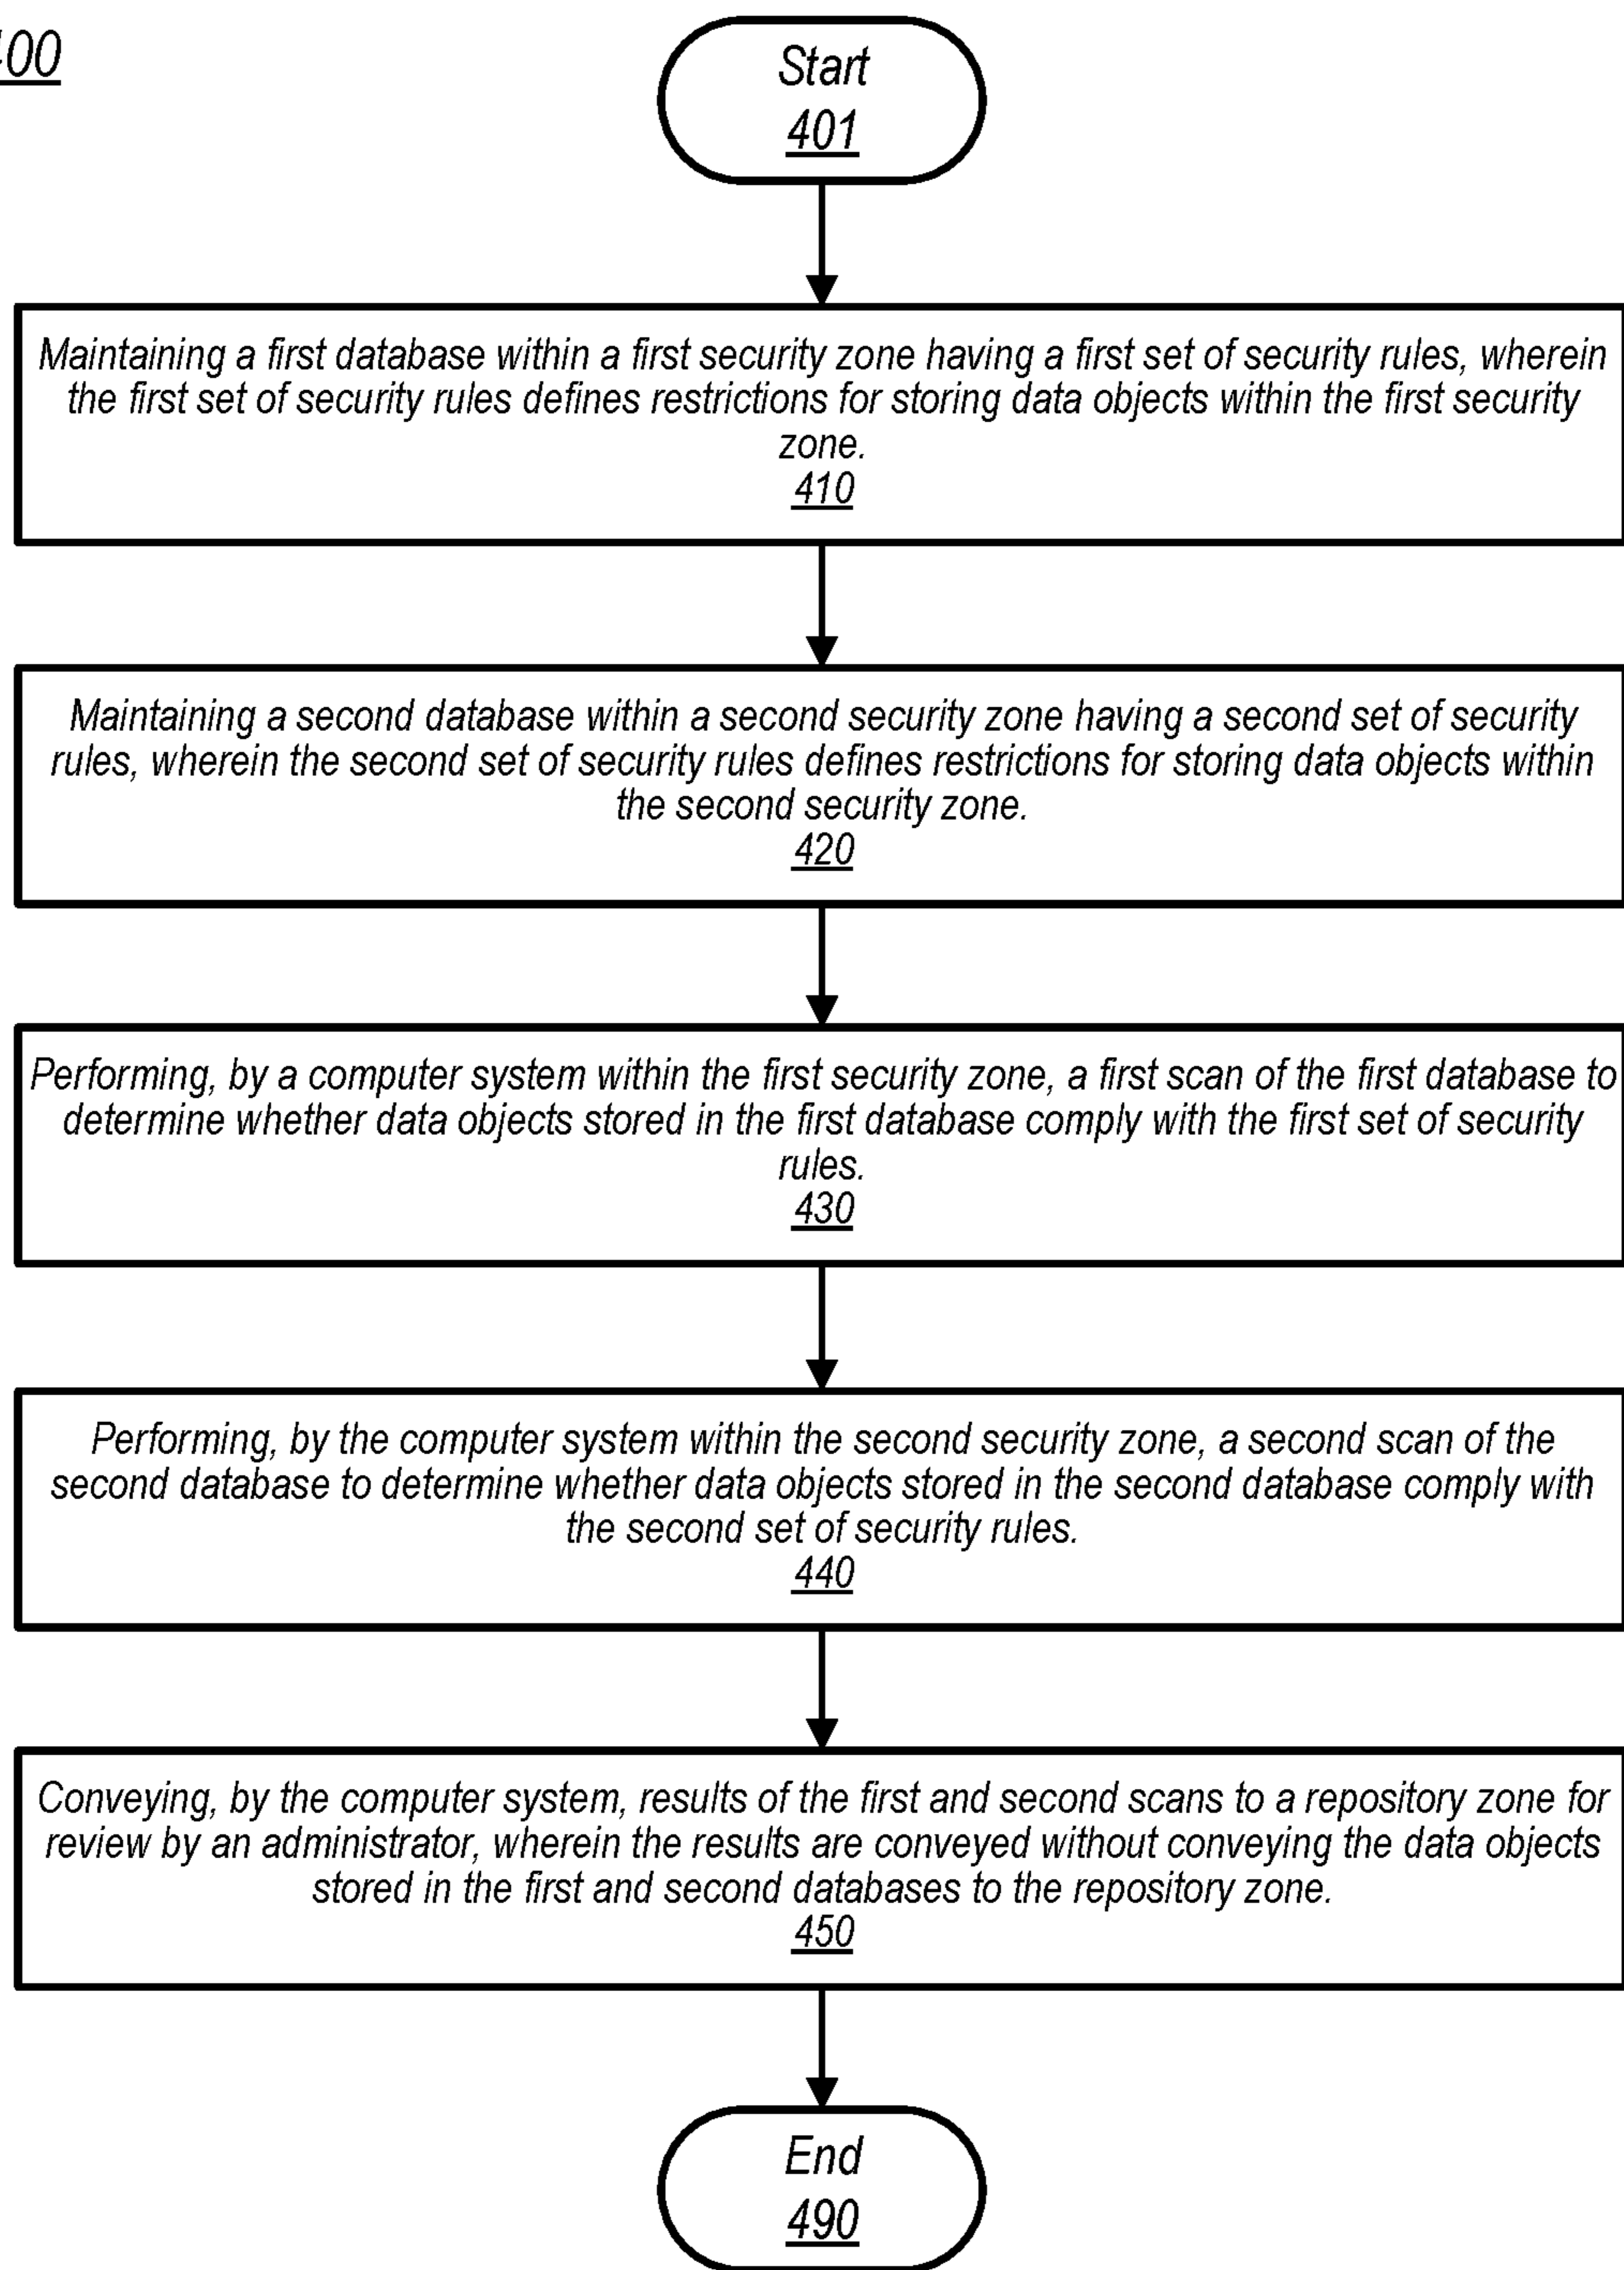 400
Start
401
Maintaining a first database within a first security zone having a first set of security rules, wherein
the first set of security rules defines restrictions for storing data objects within the first security
zone.
410
Maintaining a second database within a second security zone having a second set of security
rules, wherein the second set of security rules defines restrictions for storing data objects within
the second security zone.
420
Performing, by a computer system within the first security zone, a first scan of the first database to
determine whether data objects stored in the first database comply with the first set of security
rules.
430
Performing, by the computer system within the second security zone, a second scan of the
second database to determine whether data objects stored in the second database comply with
the second set of security rules.
440
Conveying, by the computer system, results of the first and second scans to a repository zone for
review by an administrator, wherein the results are conveyed without conveying the data objects
stored in the first and second databases to the repository zone.
450
End
490